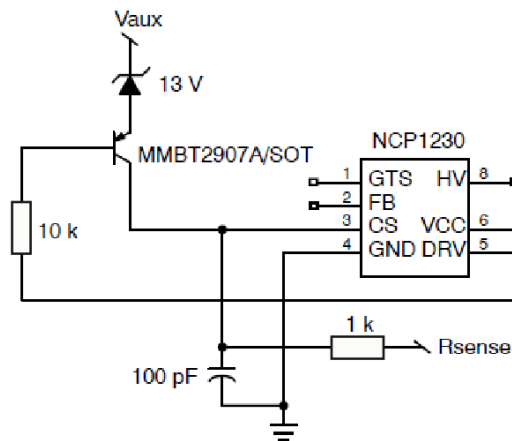 Vaux
13 V
MMBT2907A/SOT
NCP1230
1 GTS HV 8
2 FB
3 CS VCC 6
4 GND DRV 5
10 k
1 k
Rsense
100 pF